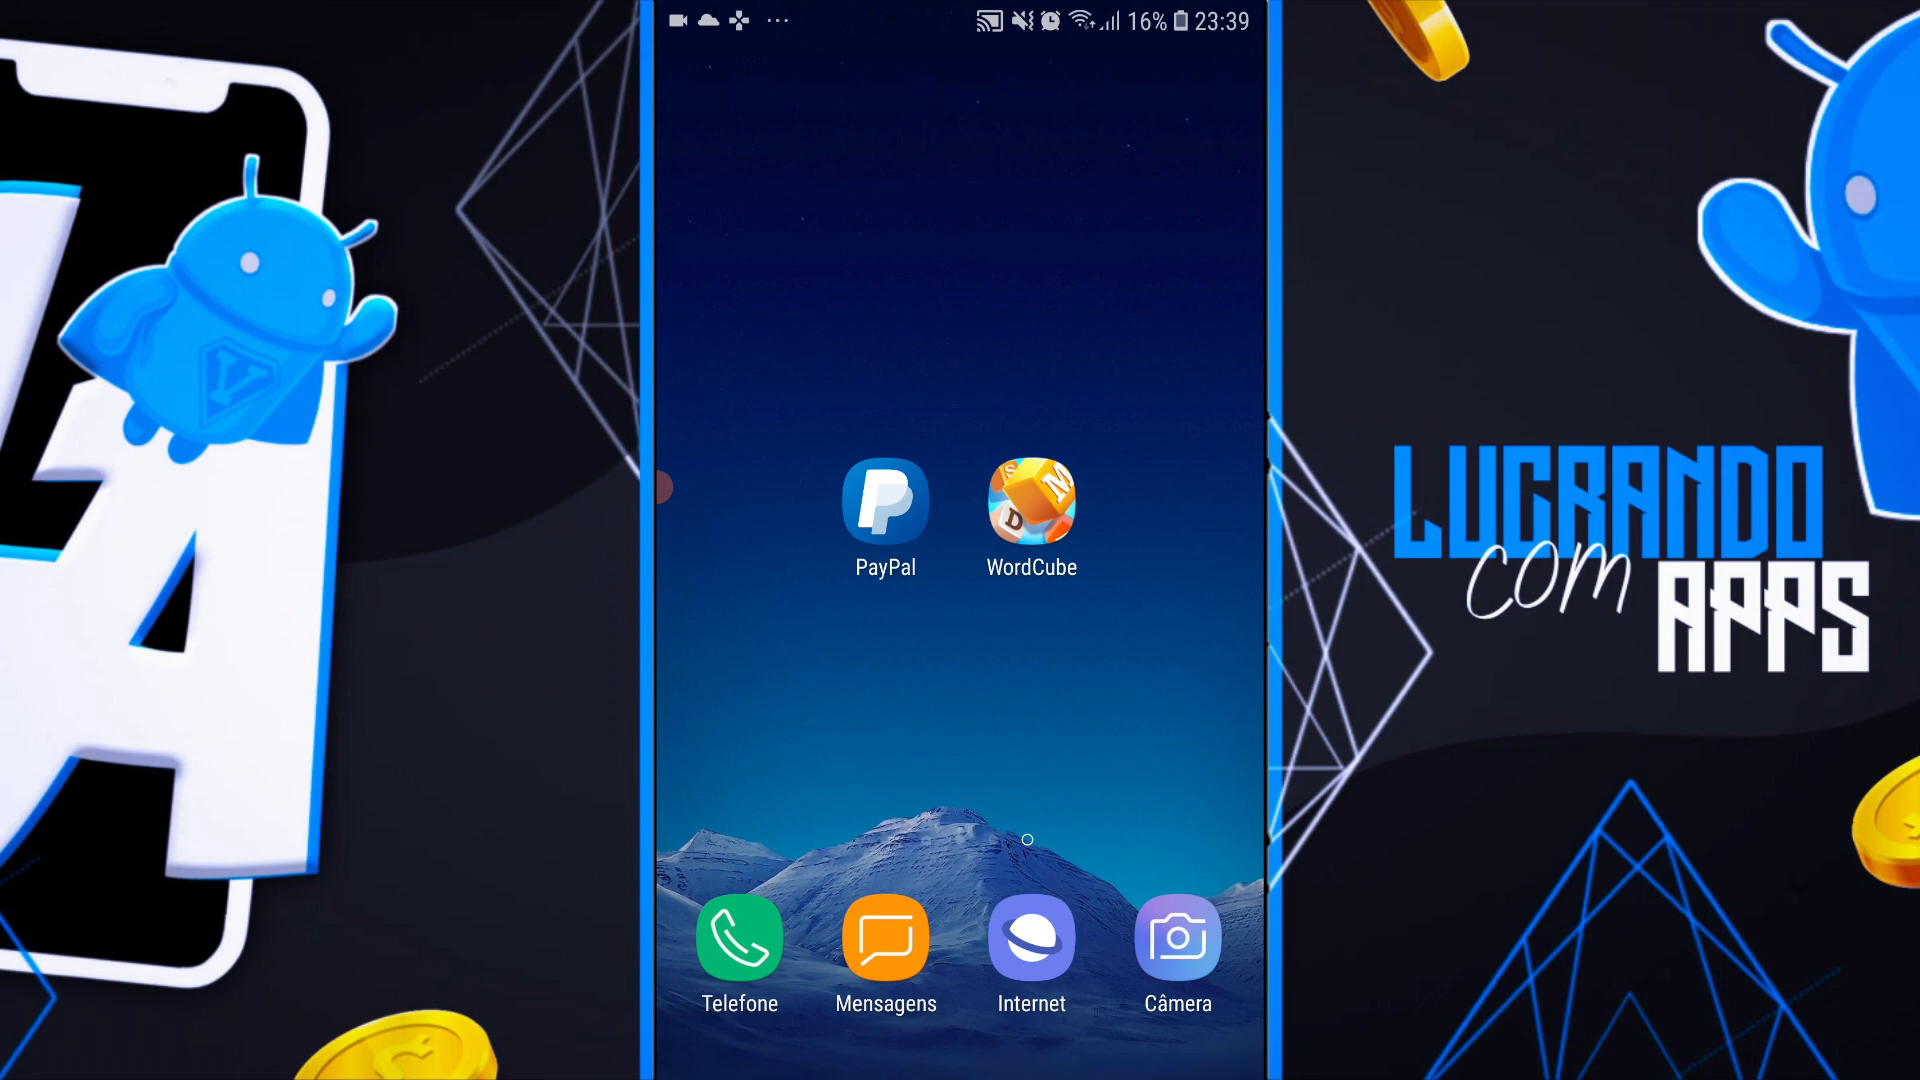 16% 23:39
V
S
M
D
PayPal WordCube
LUCRANDO
com
APPS
Telefone Mensagens Internet Câmera